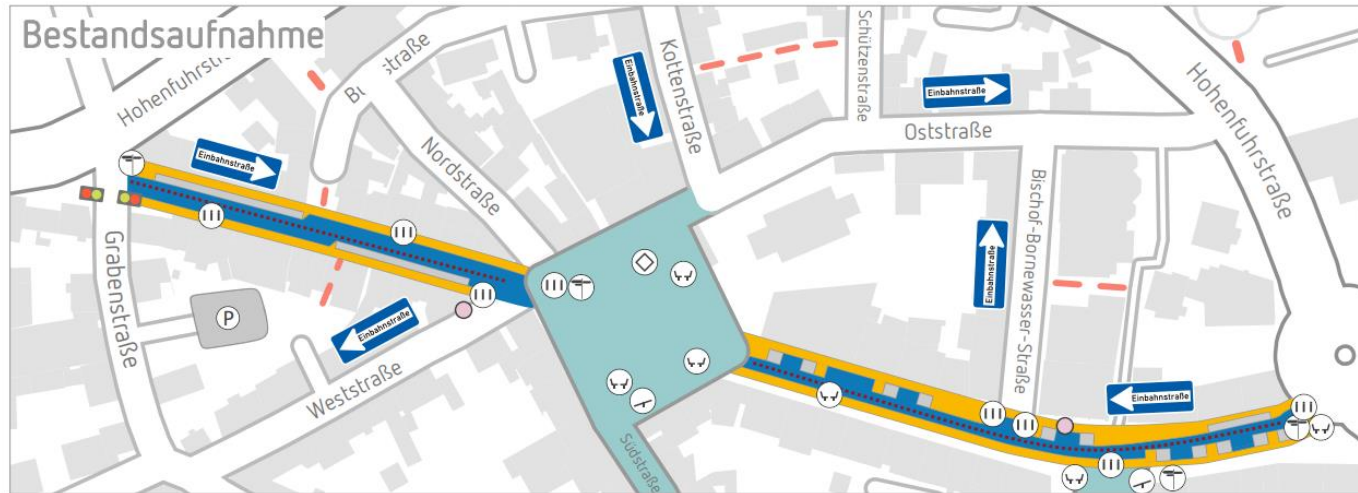 Bestandsaufnahme
Hohenfuhrstr
straße
Kottenstraße
Schützenstraße
Hohenfuhrstraße
Einbahnstraße
Einbahnstraße
Einbahnstraße
Oststraße
Nordstraße
Bischof-Bornewasser-Straße
Grabenstraße
P
Einbahnstraße
Einbahnstraße
Einbahnstraße
Weststraße
Südstraße